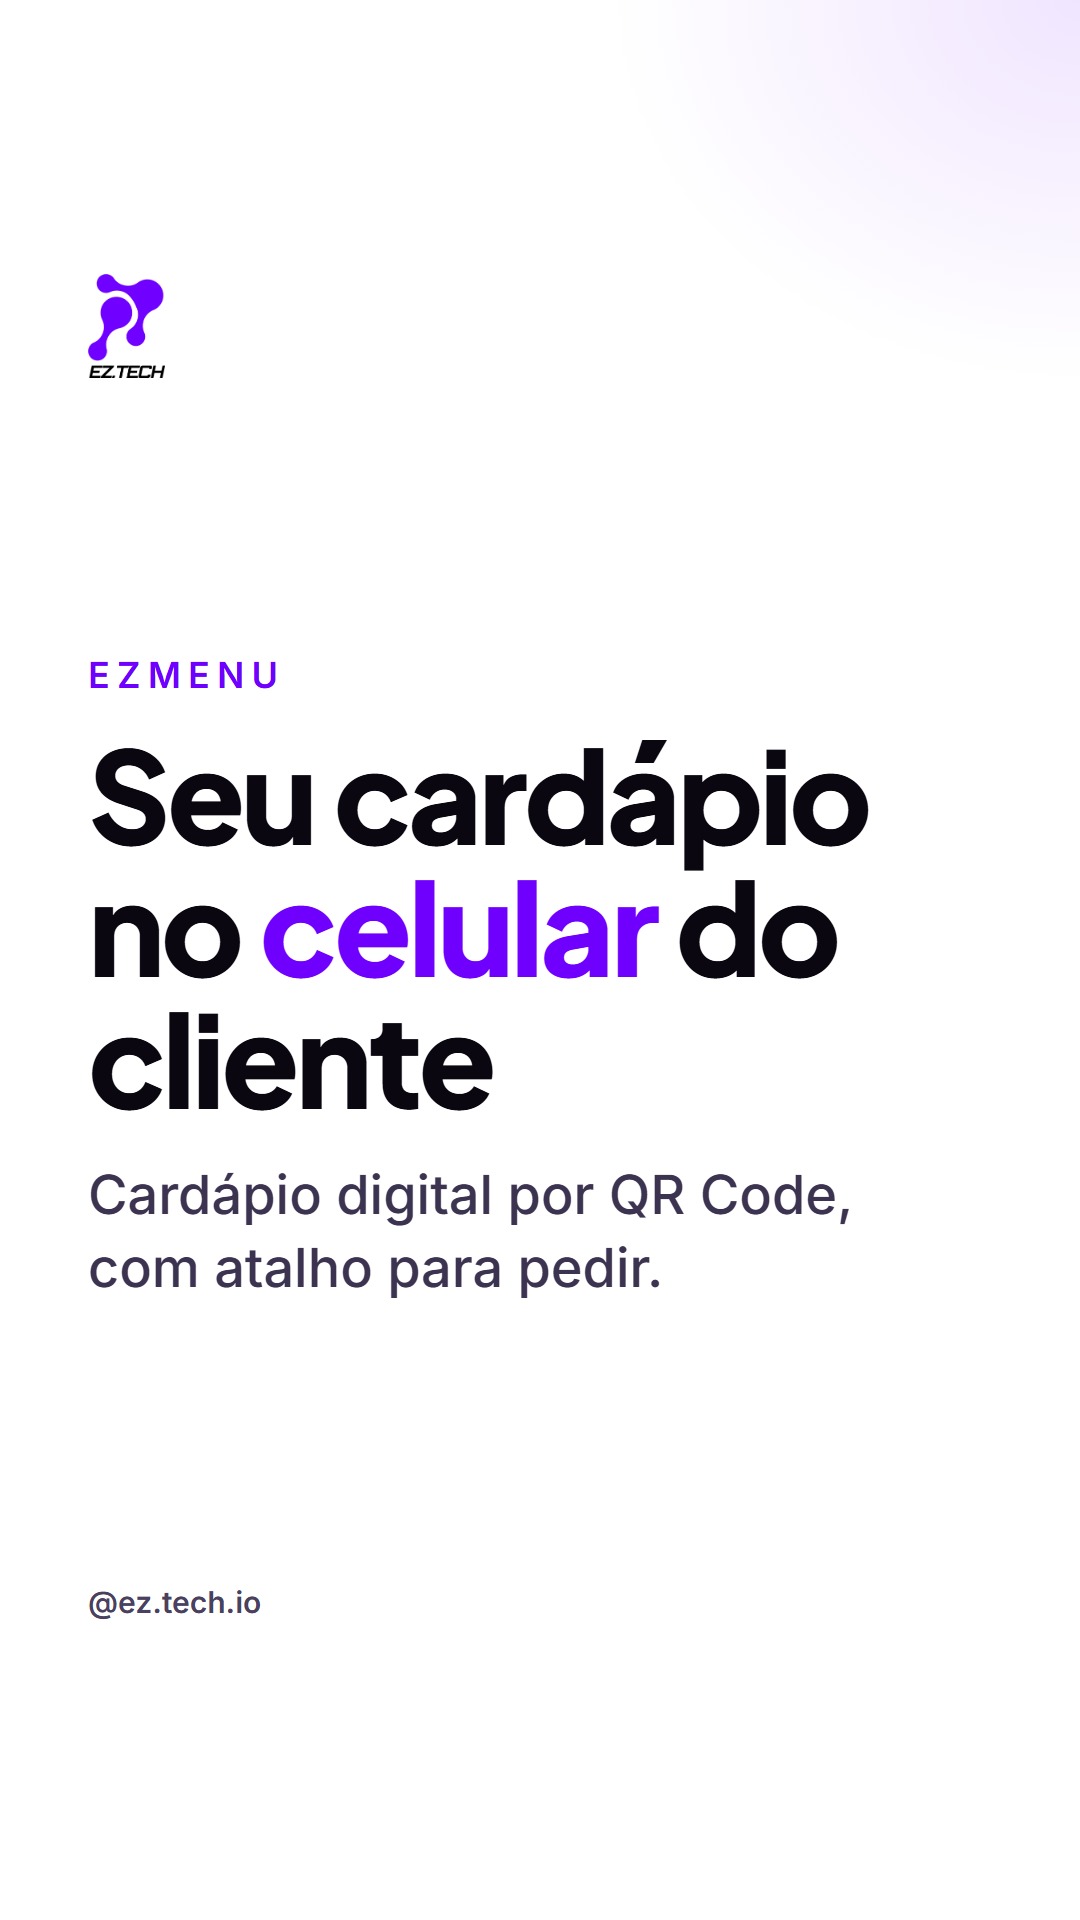 EZ.TECH
EZMENU
Seu cardápio
no celular do
cliente
Cardápio digital por QR Code,
com atalho para pedir.
@ez.tech.io